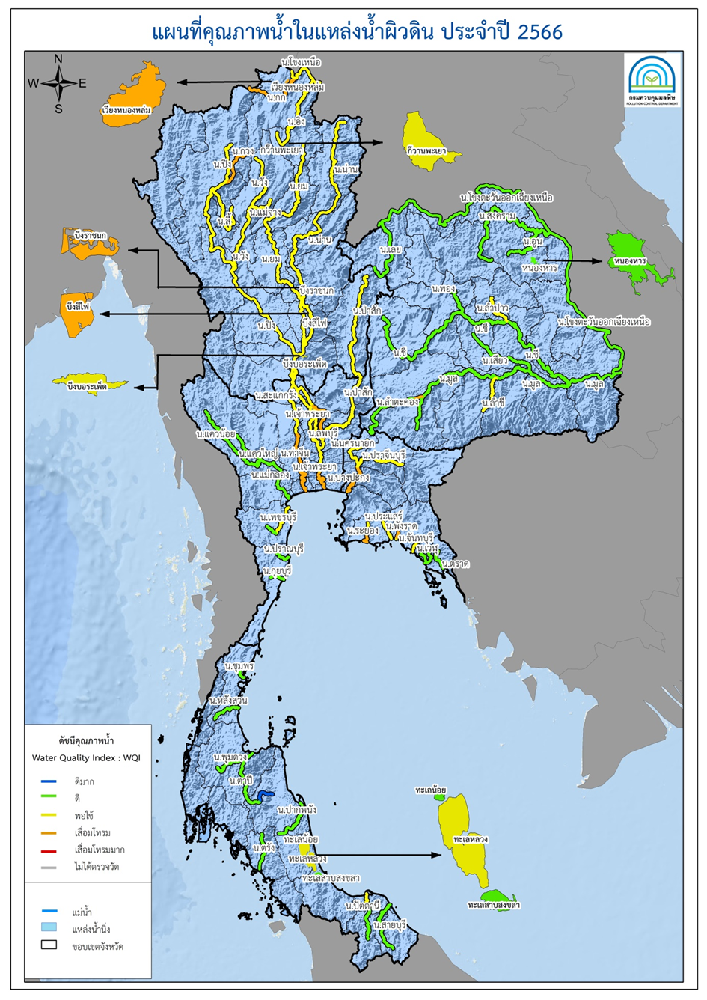 แผนที่คุณภาพน้ำในแหล่งน้ำผิวดิน ประจำปี 2566
N
W E
S
กรมควบคุมมลพิษ
POLLUTION CONTROL DEPARTMENT
น.โขงเหนือ
เวียงหนองหล่ม
น.กก
เวียงหนองหล่ม
น.อิง
กว๊านพะเยา
กว๊านพะเยา
น.กวง
น.ปิง
น.น่าน
น.วัง
น.ยม
น.โขงตะวันออกเฉียงเหนือ
น.แม่จาง
น.สงคราม
น.ลี้
บึงราชนก
น.น่าน
น.อูน
น.เลย
น.วัง
น.ยม
หนองหาร
หนองหาร
บึงราชนก
น.พอง
บึงสีไฟ
น.ป่าสัก
น.ลำปาว
น.ปิง
บึงสีไฟ
น.ชี
น.โขงตะวันออกเฉียงเหนือ
น.ชี
น.ชี
น.เสียว
บึงบอระเพ็ด
น.มูล
น.มูล
น.มูล
บึงบอระเพ็ด
น.สะแกกรัง
น.ป่าสัก
น.ลำตะคอง
น.ลำชี
น.เจ้าพระยา
น.ลพบุรี
น.แควน้อย
น.นครนายก
น.แควใหญ่
น.ท่าจีน
น.ปราจีนบุรี
น.เจ้าพระยา
น.แม่กลอง
น.บางปะกง
น.เพชรบุรี
น.ประแสร์
น.ระยอง
น.พังราด
น.จันทบุรี
น.ปราณบุรี
น.เวฬุ
น.ตราด
น.กุยบุรี
น.ชุมพร
น.หลังสวน
น.พุมดวง
น.ตาปี
น.ปากพนัง
ทะเลน้อย
น.ตรัง
ทะเลหลวง
ทะเลสาบสงขลา
ทะเลน้อย
ทะเลหลวง
ทะเลสาบสงขลา
น.ปัตตานี
น.สายบุรี
ดัชนีคุณภาพน้ำ
Water Quality Index : WQI
ดีมาก
ดี
พอใช้
เสื่อมโทรม
เสื่อมโทรมมาก
ไม่ได้ตรวจวัด
แม่น้ำ
แหล่งน้ำนิ่ง
ขอบเขตจังหวัด